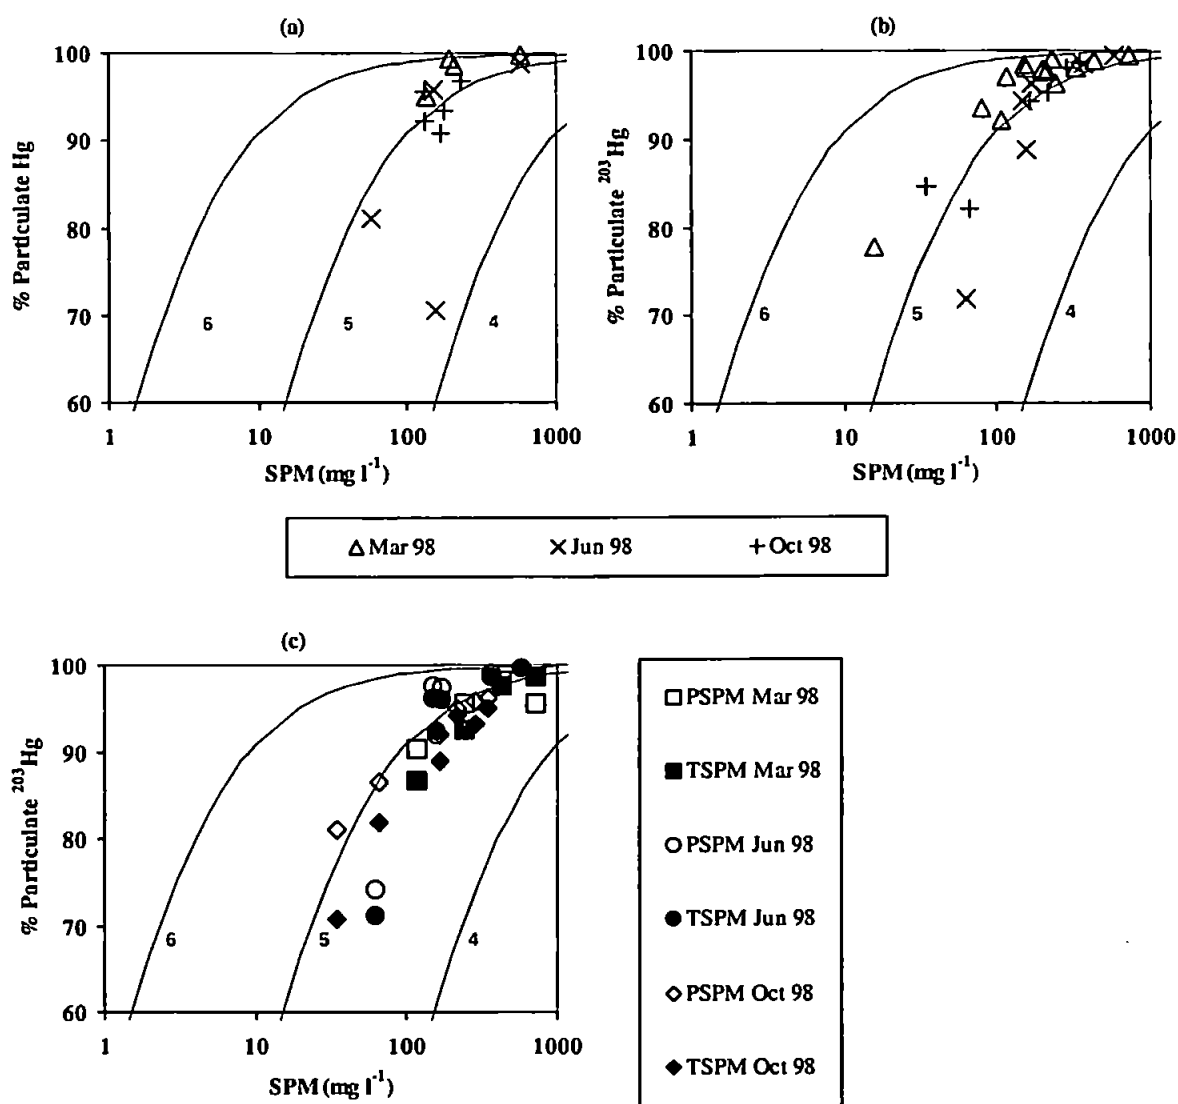 (a)
% Particulate Hg
100
90
80
70
60
6
5
4
1 10 100 1000
SPM (mg l⁻¹)
(b)
% Particulate ²⁰³Hg
100
90
80
70
60
6
5
4
1 10 100 1000
SPM (mg l⁻¹)
Mar 98 Jun 98 Oct 98
(c)
% Particulate ²⁰³Hg
100
90
80
70
60
6
5
4
1 10 100 1000
SPM (mg l⁻¹)
PSPM Mar 98
TSPM Mar 98
PSPM Jun 98
TSPM Jun 98
PSPM Oct 98
TSPM Oct 98